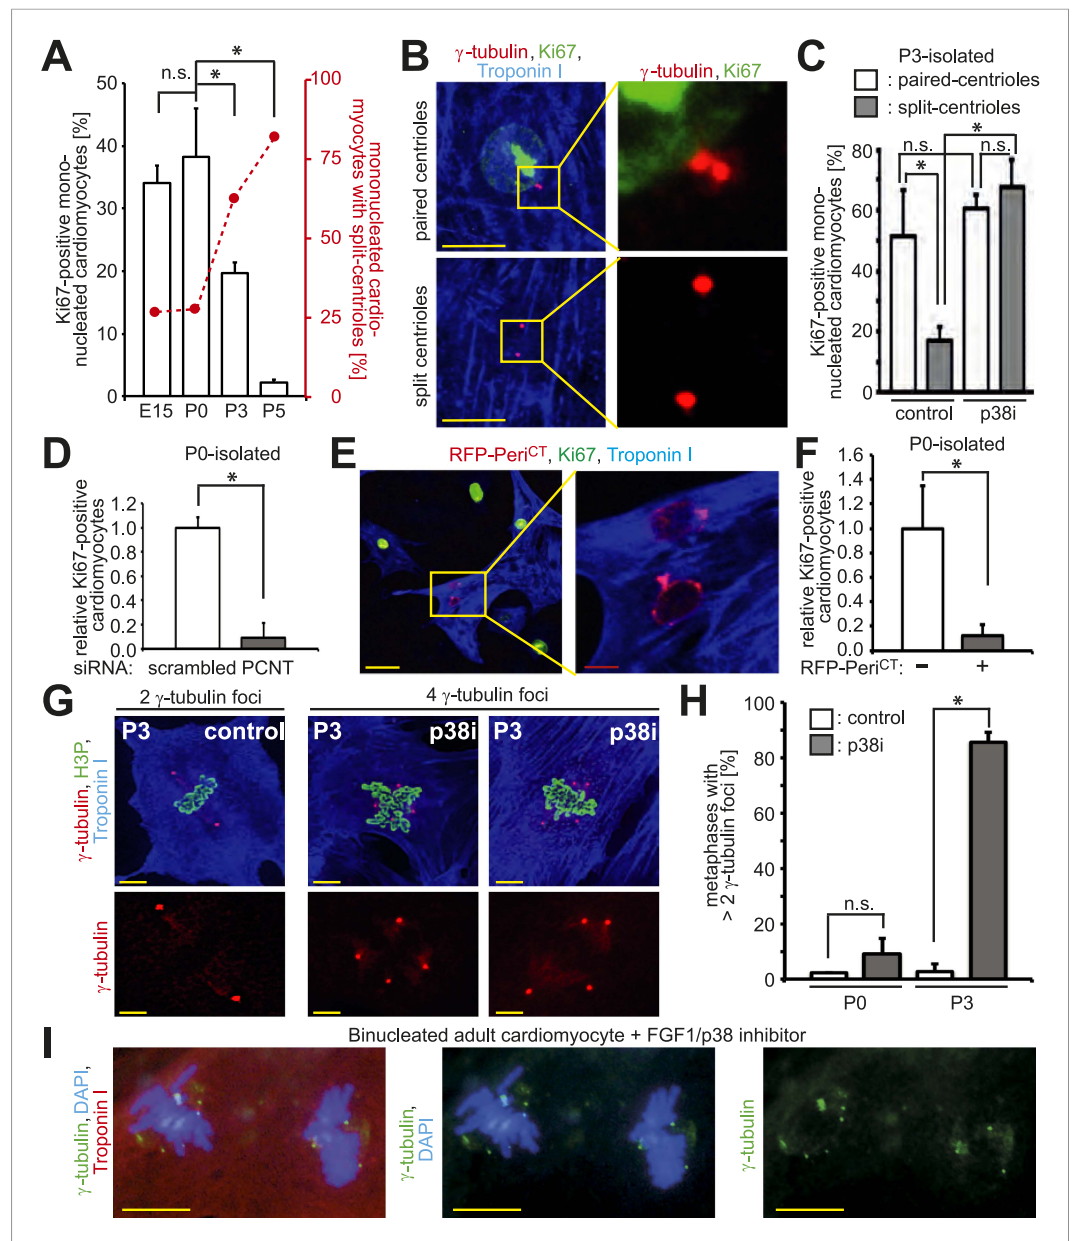 A
Ki67-positive mono-
nucleated cardiomyocytes [%]
50
40
30
20
10
0
n.s.
*
*
E15 P0 P3 P5
100
75
50
25
0
mononucleated cardio-
myocytes with
split-centrioles [%]
B
γ-tubulin, Ki67,
Troponin I
γ-tubulin, Ki67
paired centrioles
split centrioles
C
P3-isolated
: paired-centrioles
: split-centrioles
Ki67-positive mono-
nucleated cardiomyocytes [%]
80
60
40
20
0
n.s.
*
*
n.s.
control p38i
D
P0-isolated
relative Ki67-positive
cardiomyocytes
1.2
1.0
0.8
0.6
0.4
0.2
0.0
*
siRNA: scrambled PCNT
E
RFP-PeriCT, Ki67, Troponin I
F
P0-isolated
relative Ki67-positive
cardiomyocytes
1.6
1.4
1.2
1.0
0.8
0.6
0.4
0.2
0.0
*
RFP-PeriCT: − +
G
2 γ-tubulin foci
4 γ-tubulin foci
γ-tubulin, H3P,
Troponin I
P3 control
P3 p38i
P3 p38i
γ-tubulin
H
: control
: p38i
metaphases with
> 2 γ-tubulin foci [%]
100
80
60
40
20
0
n.s.
*
P0 P3
I
Binucleated adult cardiomyocyte + FGF1/p38 inhibitor
γ-tubulin, DAPI,
Troponin I
γ-tubulin,
DAPI
γ-tubulin